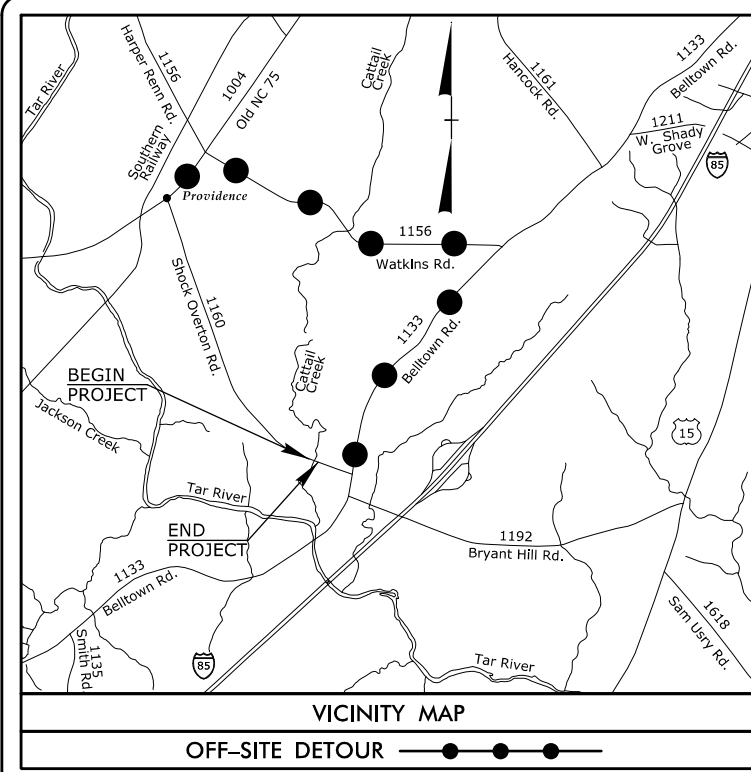 Tar River
Harper Renn Rd.
1156
1004
Old NC 75
Southern
Railway
Cattail
Creek
1161
Hancock Rd.
1133
Belltown Rd.
1211
W. Shady
Grove
85
Providence
1156
Watkins Rd.
1160
Shock Overton Rd.
1133
Belltown Rd.
Cattail
Creek
BEGIN
PROJECT
Jackson Creek
15
Tar River
END
PROJECT
1192
Bryant Hill Rd.
1133
Belltown Rd.
1135
Smith Rd
85
Tar River
1618
Sam Usry Rd.
VICINITY MAP
OFF–SITE DETOUR